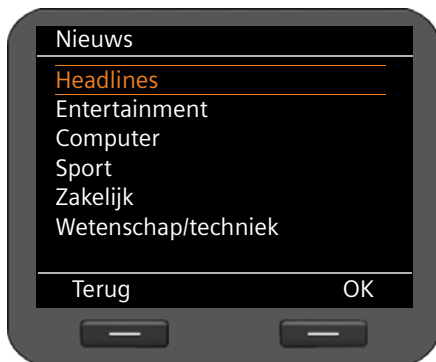 Nieuws
Headlines
Entertainment
Computer
Sport
Zakelijk
Wetenschap/techniek
Terug OK